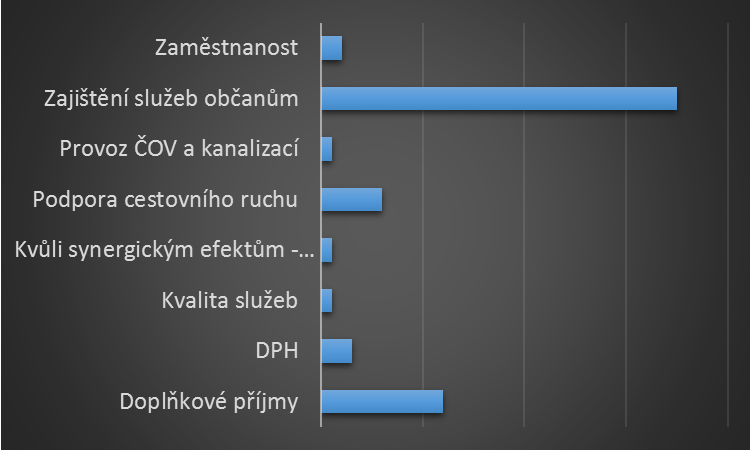 Zaměstnanost
Zajištění služeb občanům
Provoz ČOV a kanalizací
Podpora cestovního ruchu
Kvůli synergickým efektům -...
Kvalita služeb
DPH
Doplňkové příjmy